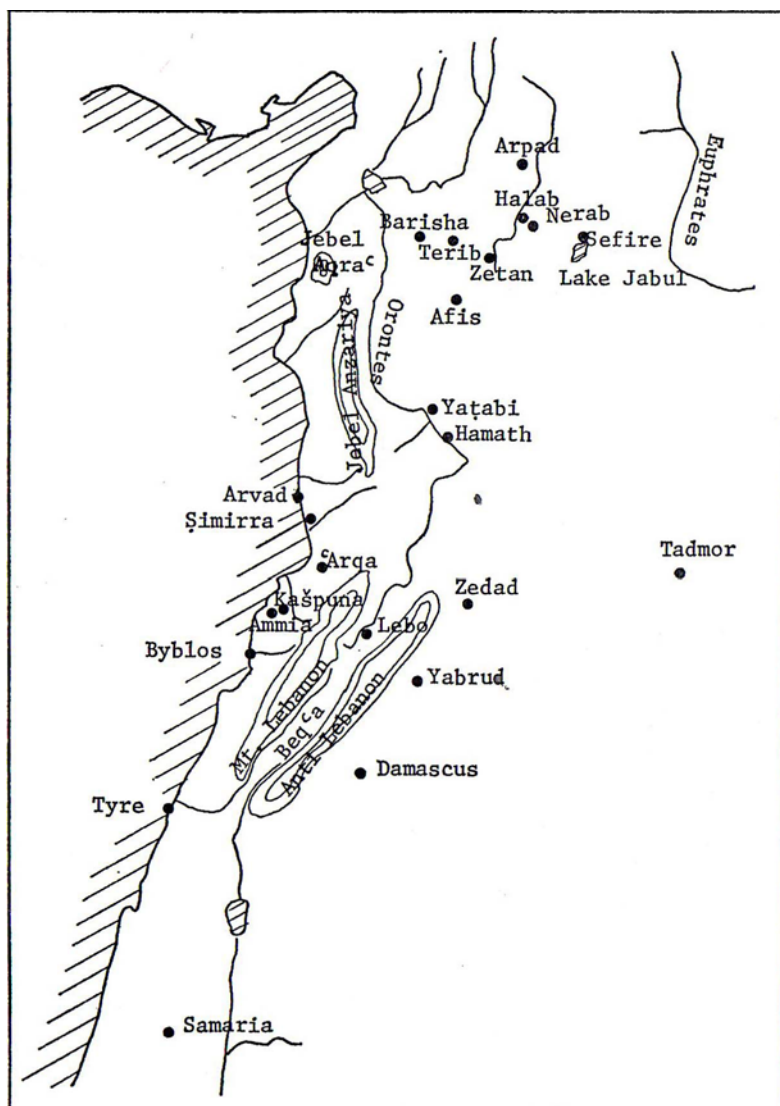 Arpad
Euphrates
Halab
Nerab
Barisha
Sefire
Jebel
Aqraᶜ
Terib
Zetan
Lake Jabul
Afis
Orontes
Jebel Anzariya
Yaṭabi
Hamath
Arvad
Ṣimirra
ᶜArqa
Tadmor
Kašpuna
Ammia
Zedad
Lebo
Byblos
Yabrud
Mt. Lebanon
Beqᶜa
Anti Lebanon
Damascus
Tyre
Samaria